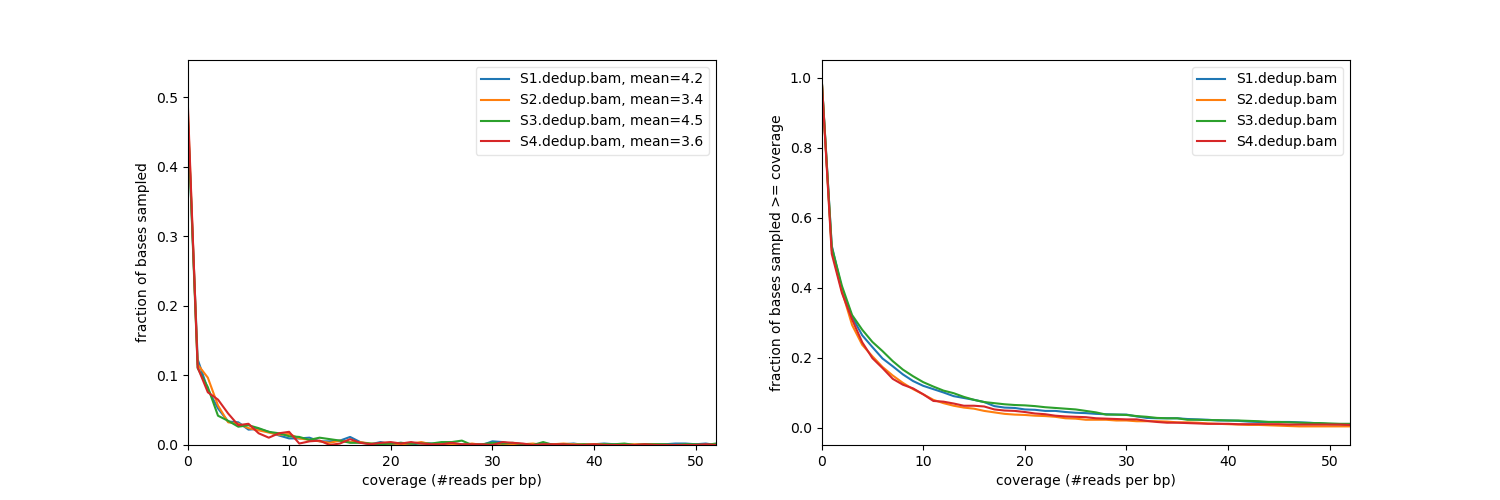 S1.dedup.bam, mean=4.2
S2.dedup.bam, mean=3.4
S3.dedup.bam, mean=4.5
S4.dedup.bam, mean=3.6
fraction of bases sampled
0.5
0.4
0.3
0.2
0.1
0.0
0 10 20 30 40 50
coverage (#reads per bp)
S1.dedup.bam
S2.dedup.bam
S3.dedup.bam
S4.dedup.bam
fraction of bases sampled >= coverage
1.0
0.8
0.6
0.4
0.2
0.0
0 10 20 30 40 50
coverage (#reads per bp)